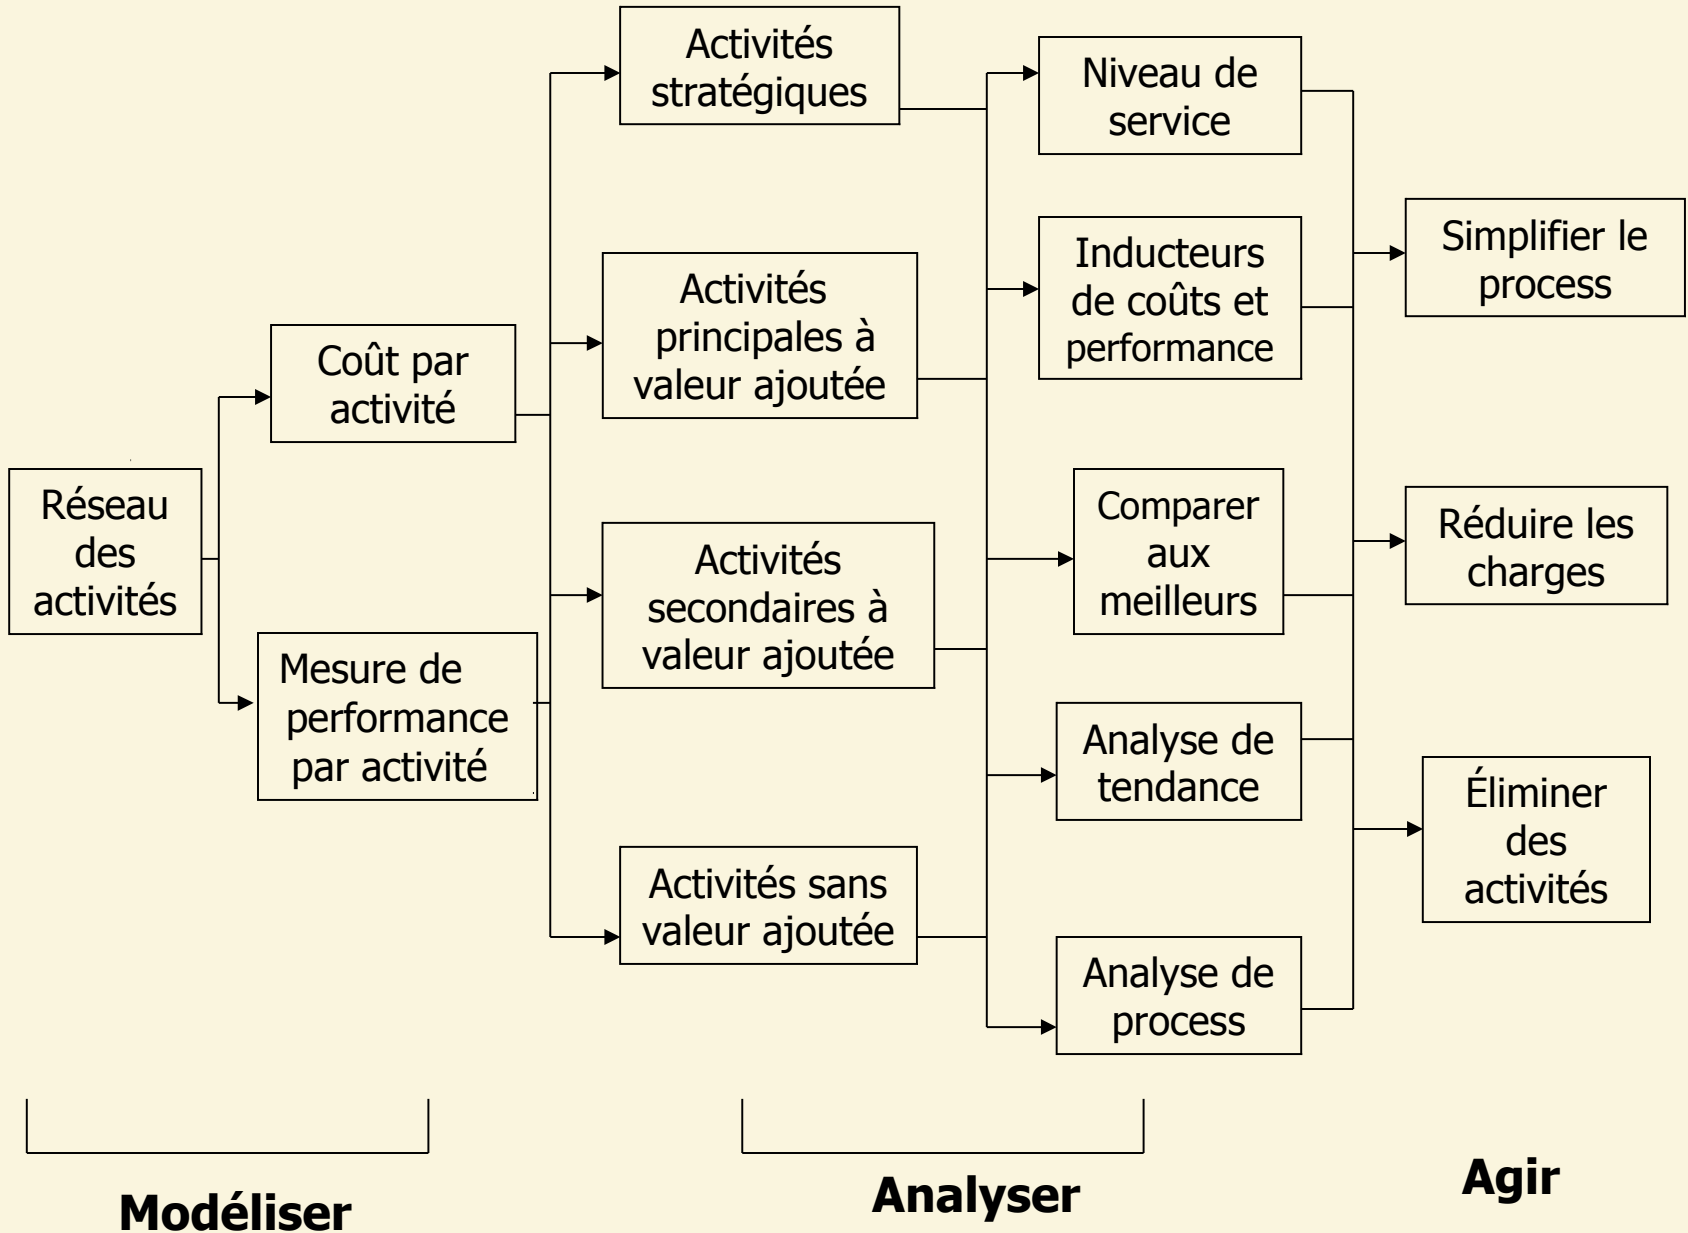 Réseau
des
activités
Coût par
activité
Mesure de
performance
par activité
Activités
stratégiques
Activités
principales à
valeur ajoutée
Activités
secondaires à
valeur ajoutée
Activités sans
valeur ajoutée
Niveau de
service
Inducteurs
de coûts et
performance
Comparer
aux
meilleurs
Analyse de
tendance
Analyse de
process
Simplifier le
process
Réduire les
charges
Éliminer
des
activités
Modéliser
Analyser
Agir